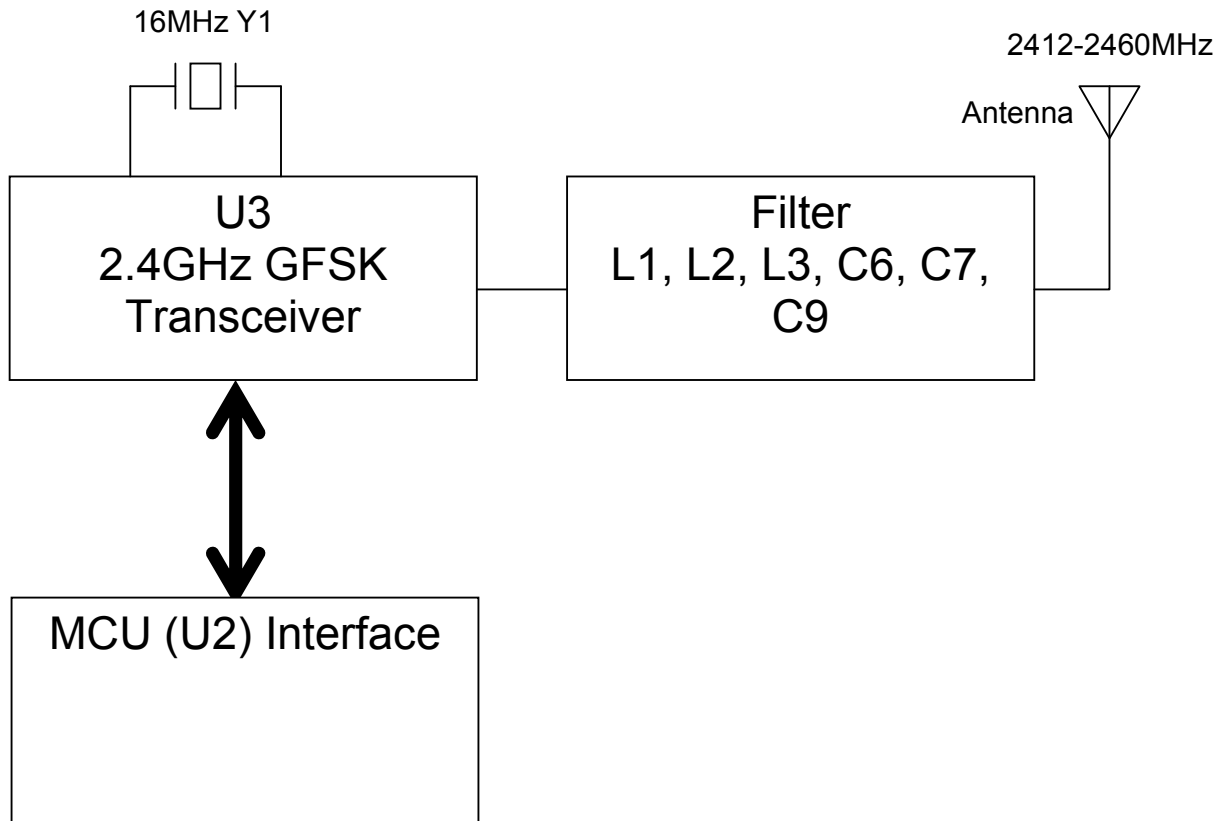 16MHz Y1
2412-2460MHz
Antenna
U3
2.4GHz GFSK
Transceiver
Filter
L1, L2, L3, C6, C7,
C9
MCU (U2) Interface